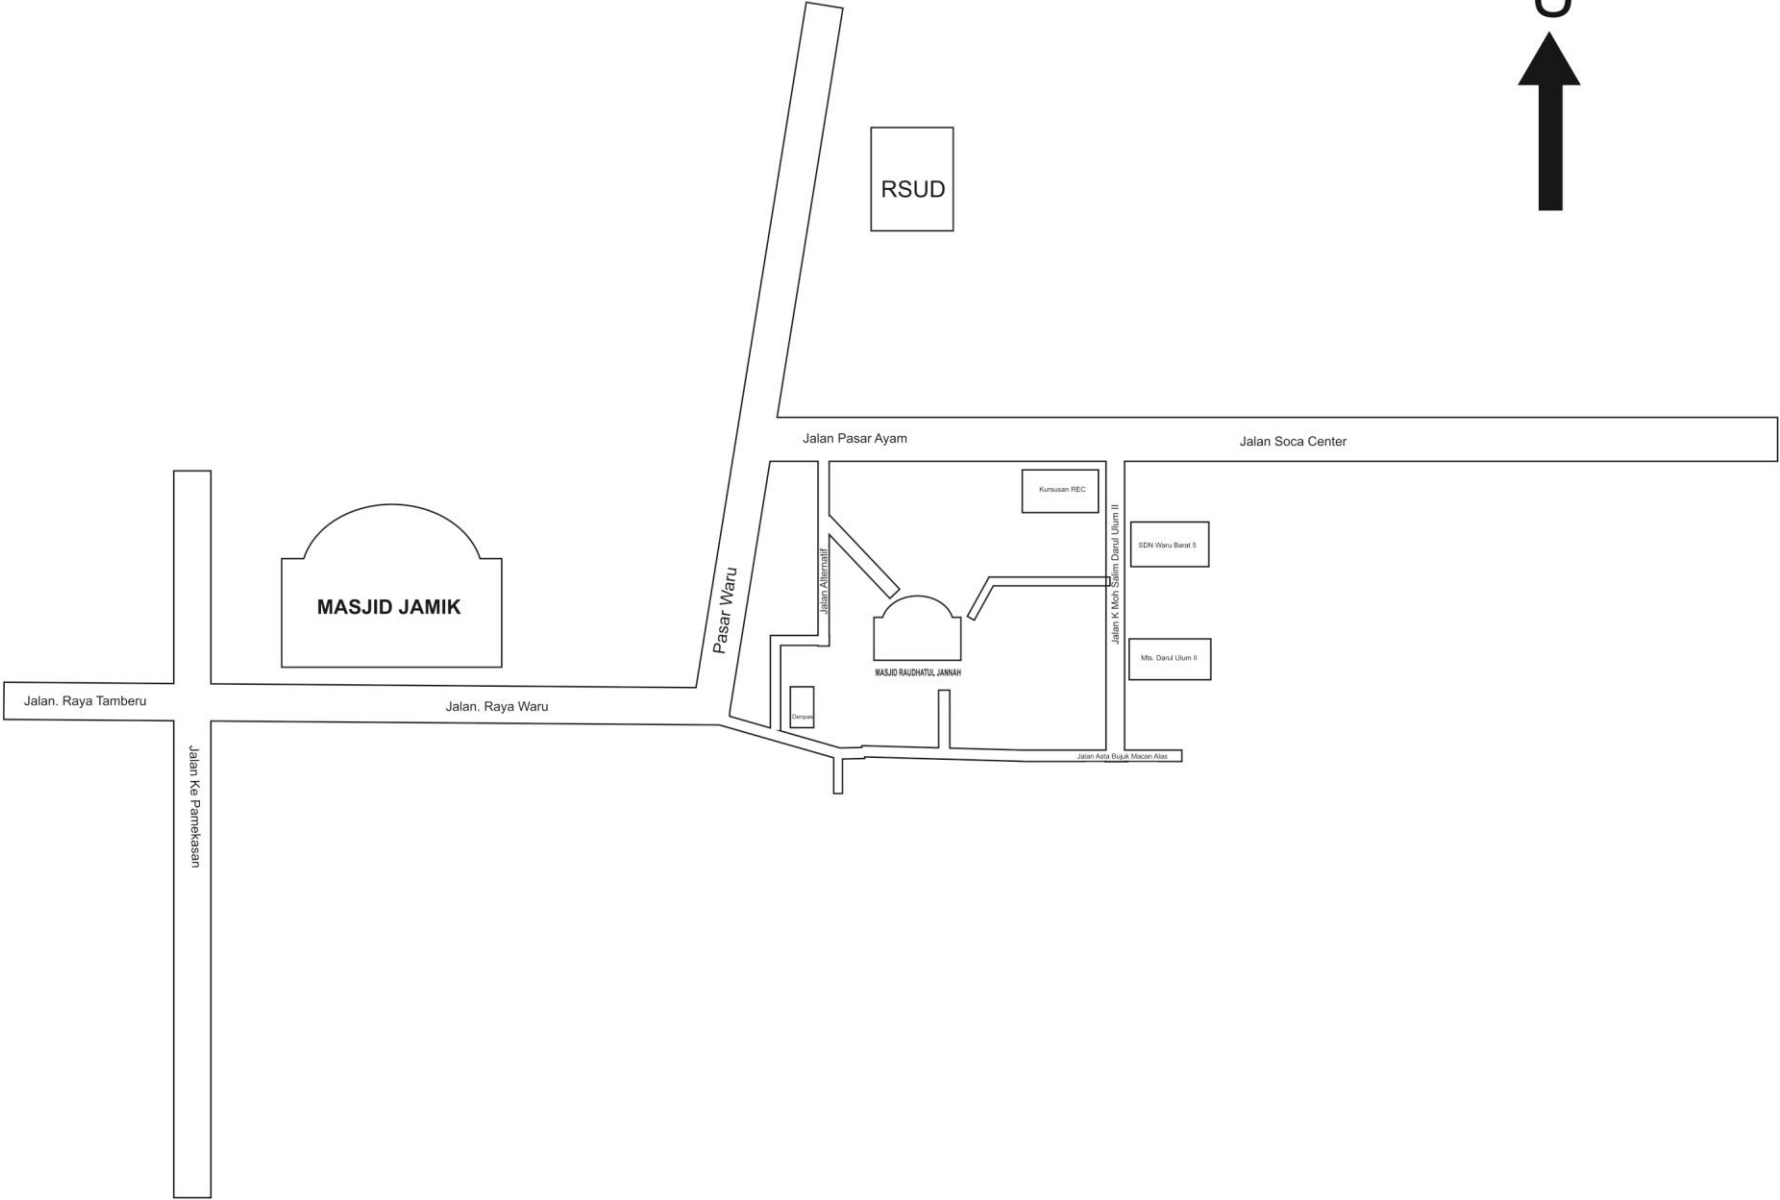 U
RSUD
Jalan Pasar Ayam
Jalan Soca Center
Kursusan REC
SDN Waru Barat 5
Jalan K Moh Salim Darul Ulum II
Jalan Alternatif
Pasar Waru
MASJID JAMIK
Mts. Darul Ulum II
MASJID RAUDHATUL JANNAH
Jalan. Raya Tamberu
Jalan. Raya Waru
Denpas
Jalan Asta Bujuk Macan Alas
Jalan Ke Pamekasan